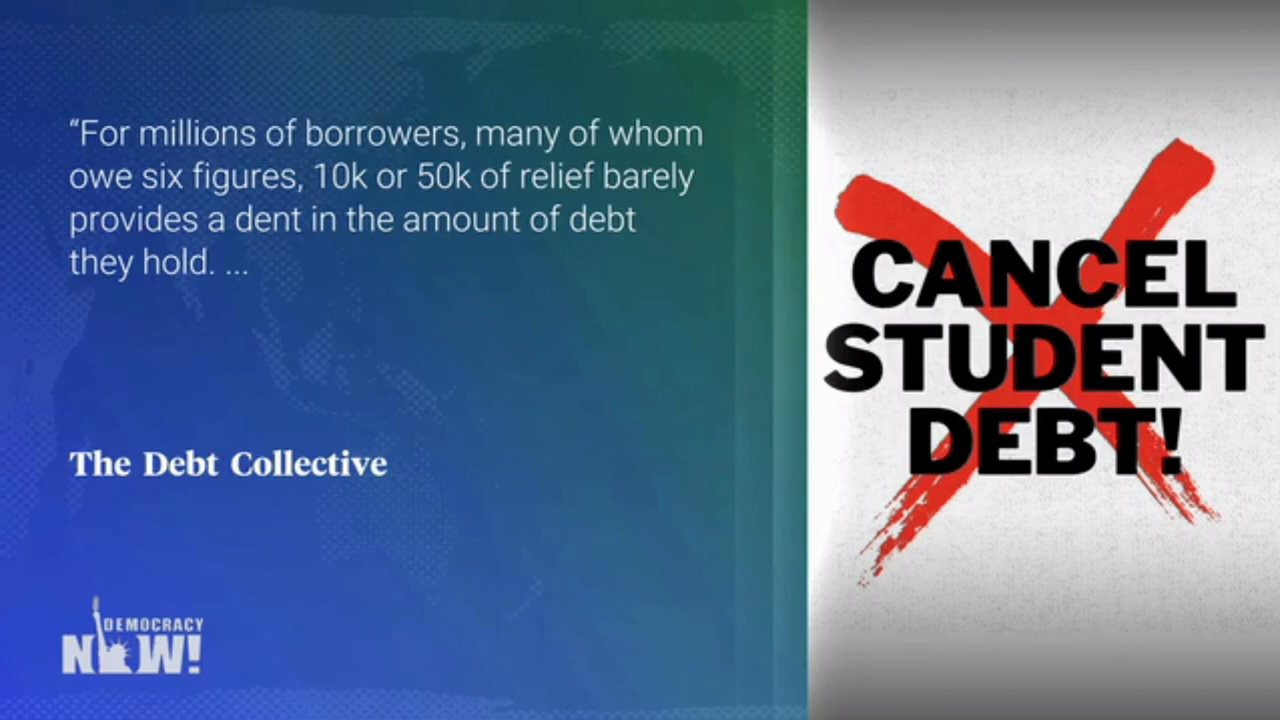 “For millions of borrowers, many of whom
owe six figures, 10k or 50k of relief barely
provides a dent in the amount of debt
they hold. ...
The Debt Collective
DEMOCRACY
NOW!
CANCEL
STUDENT
DEBT!